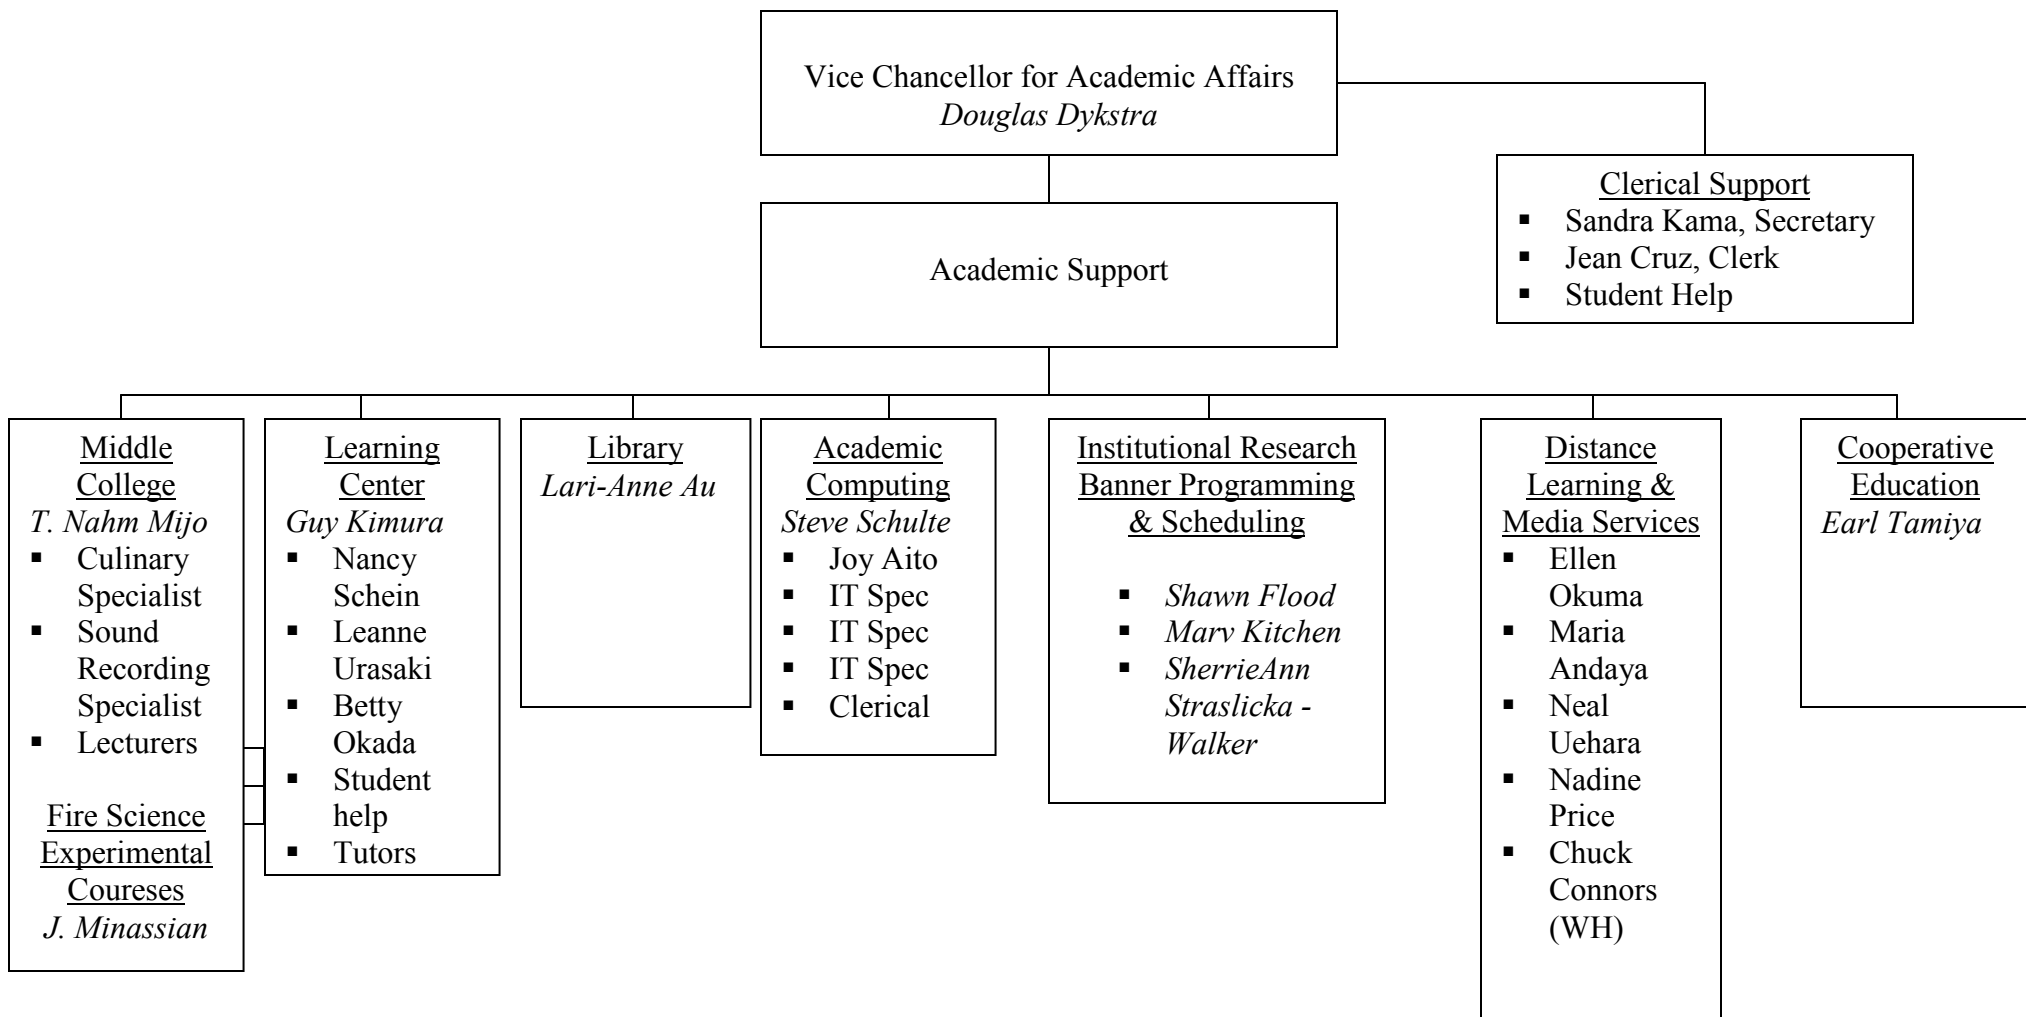 Vice Chancellor for Academic Affairs
Douglas Dykstra
Clerical Support
▪ Sandra Kama, Secretary
▪ Jean Cruz, Clerk
▪ Student Help
Academic Support
Middle
College
T. Nahm Mijo
▪ Culinary
Specialist
▪ Sound
Recording
Specialist
▪ Lecturers
Fire Science
Experimental
Coureses
J. Minassian
Learning
Center
Guy Kimura
▪ Nancy
Schein
▪ Leanne
Urasaki
▪ Betty
Okada
▪ Student
help
▪ Tutors
Library
Lari-Anne Au
Academic
Computing
Steve Schulte
▪ Joy Aito
▪ IT Spec
▪ IT Spec
▪ IT Spec
▪ Clerical
Institutional Research
Banner Programming
& Scheduling
▪ Shawn Flood
▪ Marv Kitchen
▪ SherrieAnn
Straslicka -
Walker
Distance
Learning &
Media Services
▪ Ellen
Okuma
▪ Maria
Andaya
▪ Neal
Uehara
▪ Nadine
Price
▪ Chuck
Connors
(WH)
Cooperative
Education
Earl Tamiya